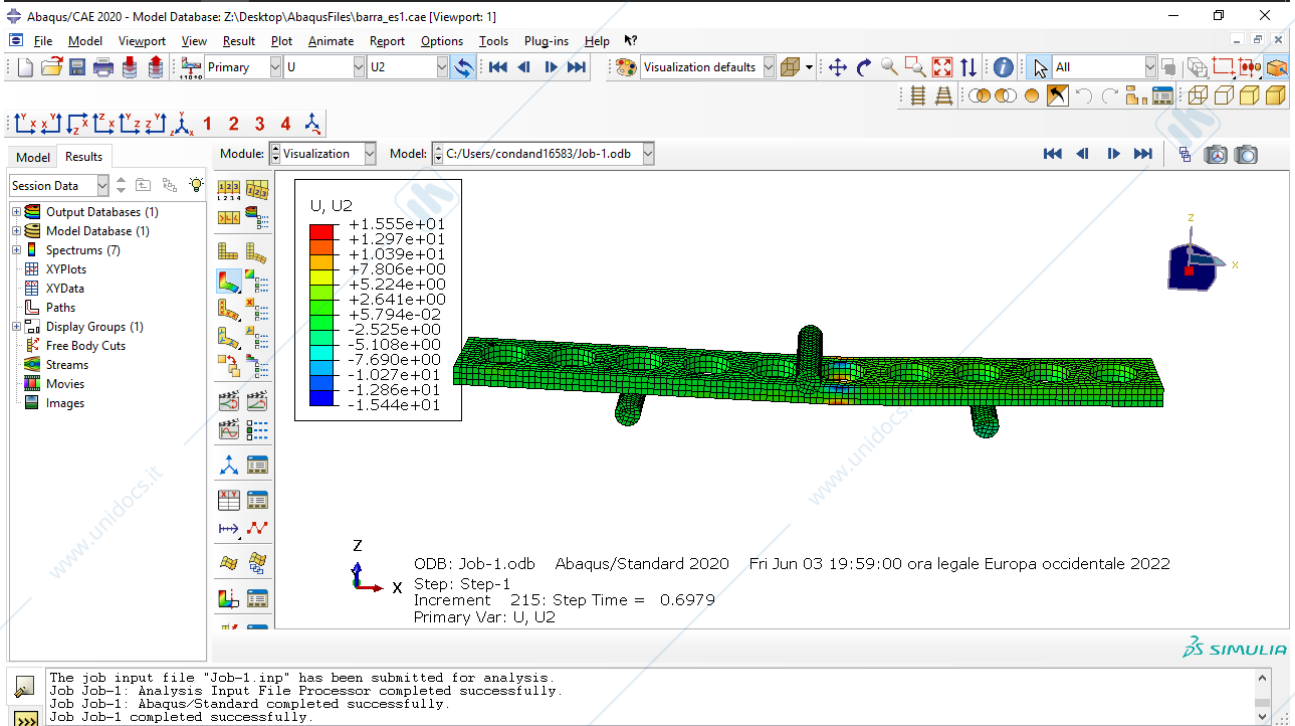 Abaqus/CAE 2020 - Model Database: Z:\Desktop\AbaqusFiles\barra_es1.cae [Viewport: 1]
File Model Viewport View Result Plot Animate Report Options Tools Plug-ins Help
Primary U U2 Visualization defaults All
1 2 3 4
Model Results Module: Visualization Model: C:/Users/condand16583/Job-1.odb
Session Data
Output Databases (1)
Model Database (1)
Spectrums (7)
XYPlots
XYData
Paths
Display Groups (1)
Free Body Cuts
Streams
Movies
Images
U, U2
+1.555e+01
+1.297e+01
+1.039e+01
+7.806e+00
+5.224e+00
+2.641e+00
+5.794e-02
-2.525e+00
-5.108e+00
-7.690e+00
-1.027e+01
-1.286e+01
-1.544e+01
Z
X
Z
X
ODB: Job-1.odb Abaqus/Standard 2020 Fri Jun 03 19:59:00 ora legale Europa occidentale 2022
Step: Step-1
Increment 215: Step Time = 0.6979
Primary Var: U, U2
SIMULIA
The job input file "Job-1.inp" has been submitted for analysis.
Job Job-1: Analysis Input File Processor completed successfully.
Job Job-1: Abaqus/Standard completed successfully.
Job Job-1 completed successfully.
www.unidocs.it
www.unidocs.it